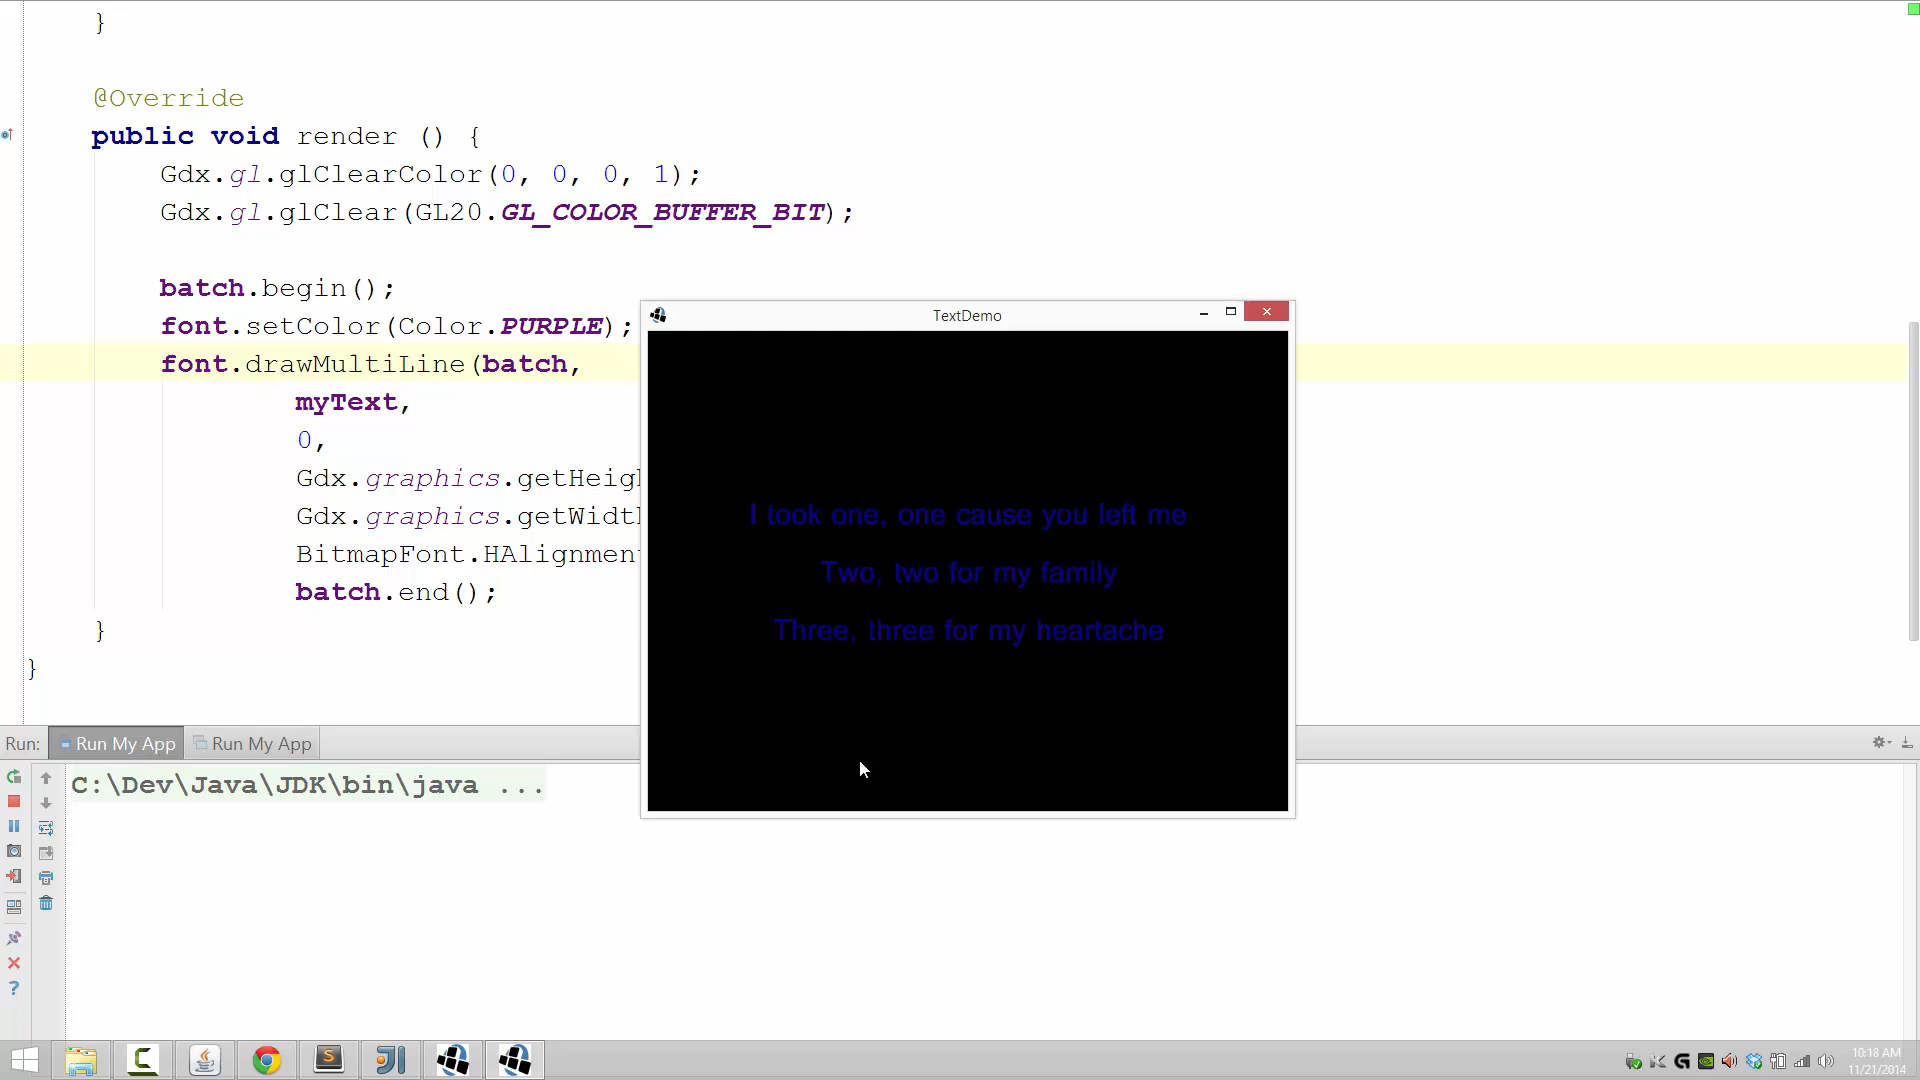 }
@Override
public void render () {
Gdx.gl.glClearColor(0, 0, 0, 1);
Gdx.gl.glClear(GL20.GL_COLOR_BUFFER_BIT);
batch.begin();
font.setColor(Color.PURPLE);
font.drawMultiLine(batch,
myText,
0,
Gdx.graphics.getHeigh
Gdx.graphics.getWidth
BitmapFont.HAlignmen
batch.end();
}
}
TextDemo
I took one, one cause you left me
Two, two for my family
Three, three for my heartache
Run: Run My App Run My App
C:\Dev\Java\JDK\bin\java ...
10:18 AM
11/21/2014